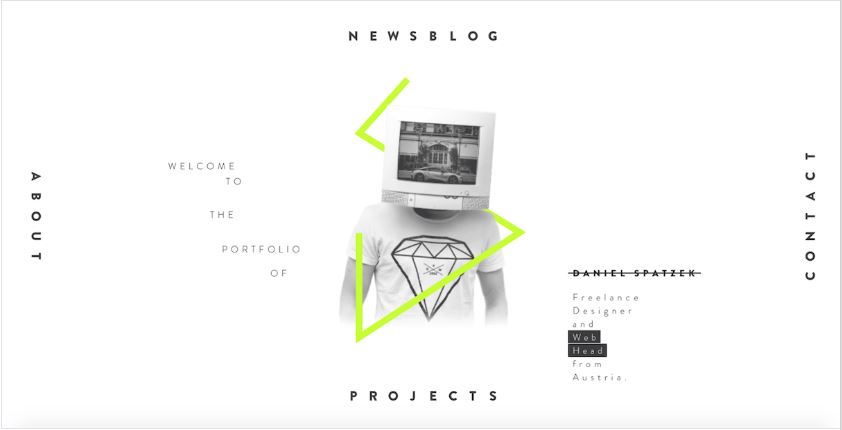 NEWSBLOG
ABOUT
WELCOME
TO
THE
PORTFOLIO
OF
CONTACT
DANIEL SPATZEK
Freelance
Designer
and
Web
Head
from
Austria.
PROJECTS